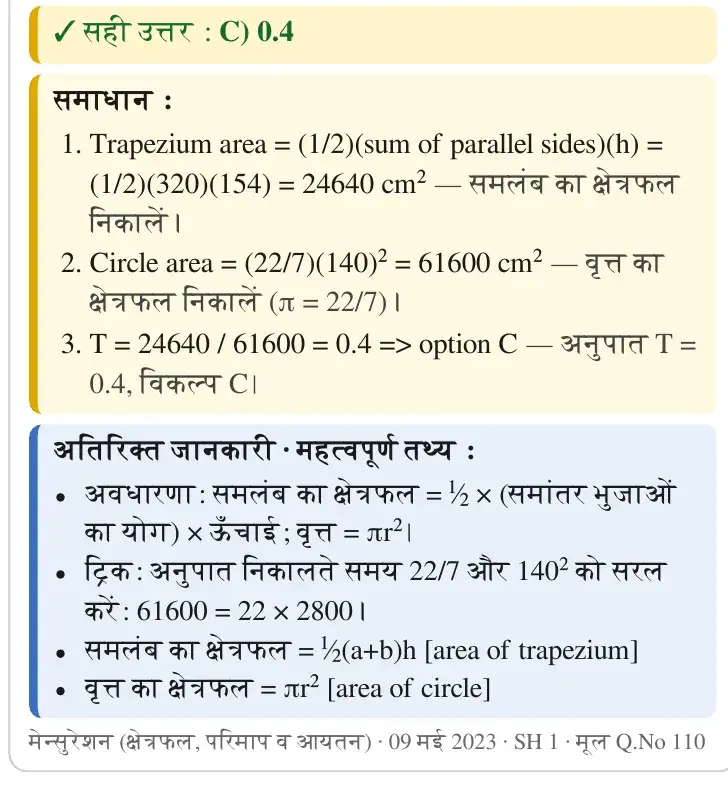 ✓ सही उत्तर : C) 0.4
समाधान :
1. Trapezium area = (1/2)(sum of parallel sides)(h) =
(1/2)(320)(154) = 24640 cm² — समलंब का क्षेत्रफल
निकालें।
2. Circle area = (22/7)(140)² = 61600 cm² — वृत्त का
क्षेत्रफल निकालें (π = 22/7)।
3. T = 24640 / 61600 = 0.4 => option C — अनुपात T =
0.4, विकल्प C।
अतिरिक्त जानकारी · महत्वपूर्ण तथ्य :
• अवधारणा : समलंब का क्षेत्रफल = ½ × (समांतर भुजाओं
का योग) × ऊँचाई ; वृत्त = πr²।
• ट्रिक : अनुपात निकालते समय 22/7 और 140² को सरल
करें : 61600 = 22 × 2800।
• समलंब का क्षेत्रफल = ½(a+b)h [area of trapezium]
• वृत्त का क्षेत्रफल = πr² [area of circle]
मेन्सुरेशन (क्षेत्रफल, परिमाप व आयतन) · 09 मई 2023 · SH 1 · मूल Q.No 110